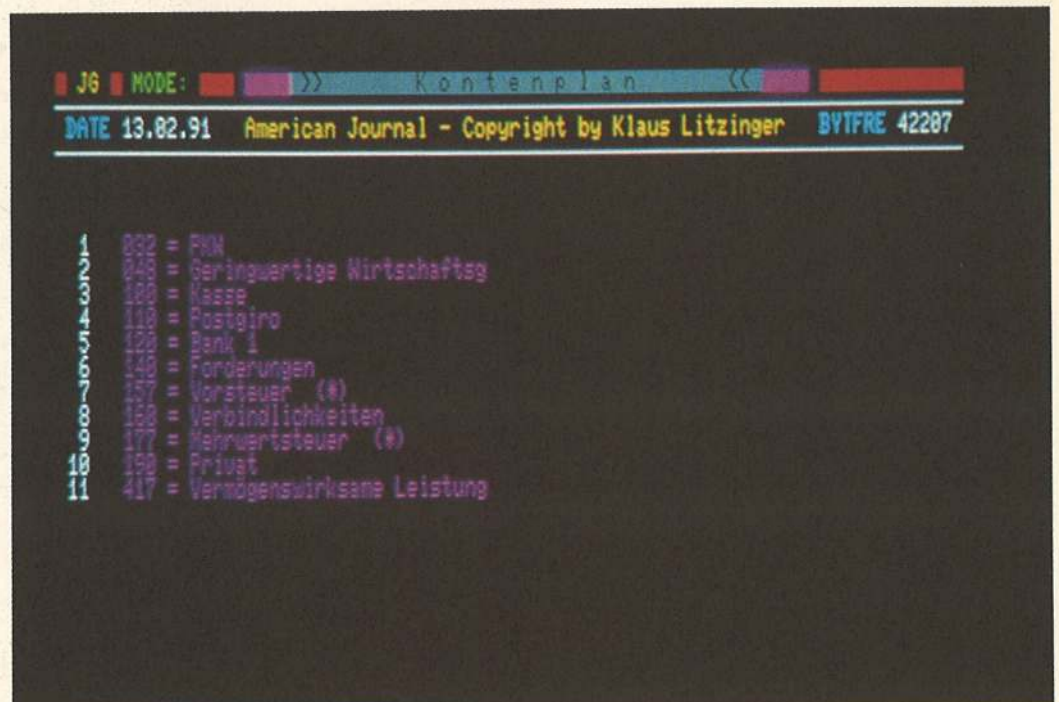 JG MODE: >> Kontenplan <<
DATE 13.02.91 American Journal - Copyright by Klaus Litzinger BYTFRE 42207
1 032 = PKW
2 048 = Geringwertige Wirtschaftsg
3 100 = Kasse
4 110 = Postgiro
5 120 = Bank 1
6 140 = Forderungen
7 157 = Vorsteuer (*)
8 160 = Verbindlichkeiten
9 177 = Mehrwertsteuer (*)
10 190 = Privat
11 417 = Vermögenswirksame Leistung